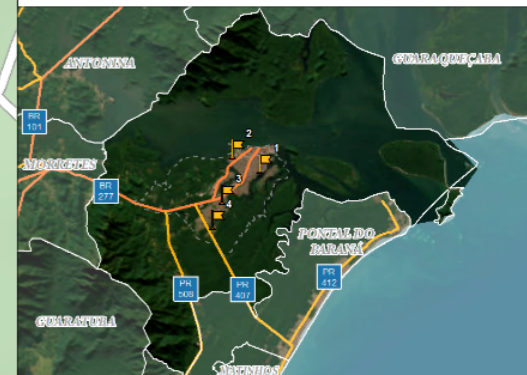 ANTONINA
GUARAQUEÇABA
BR
101
2
1
MORRETES
BR
277
3
4
PONTAL DO
PARANÁ
PR
508
PR
407
PR
412
GUARATUBA
MATINHOS